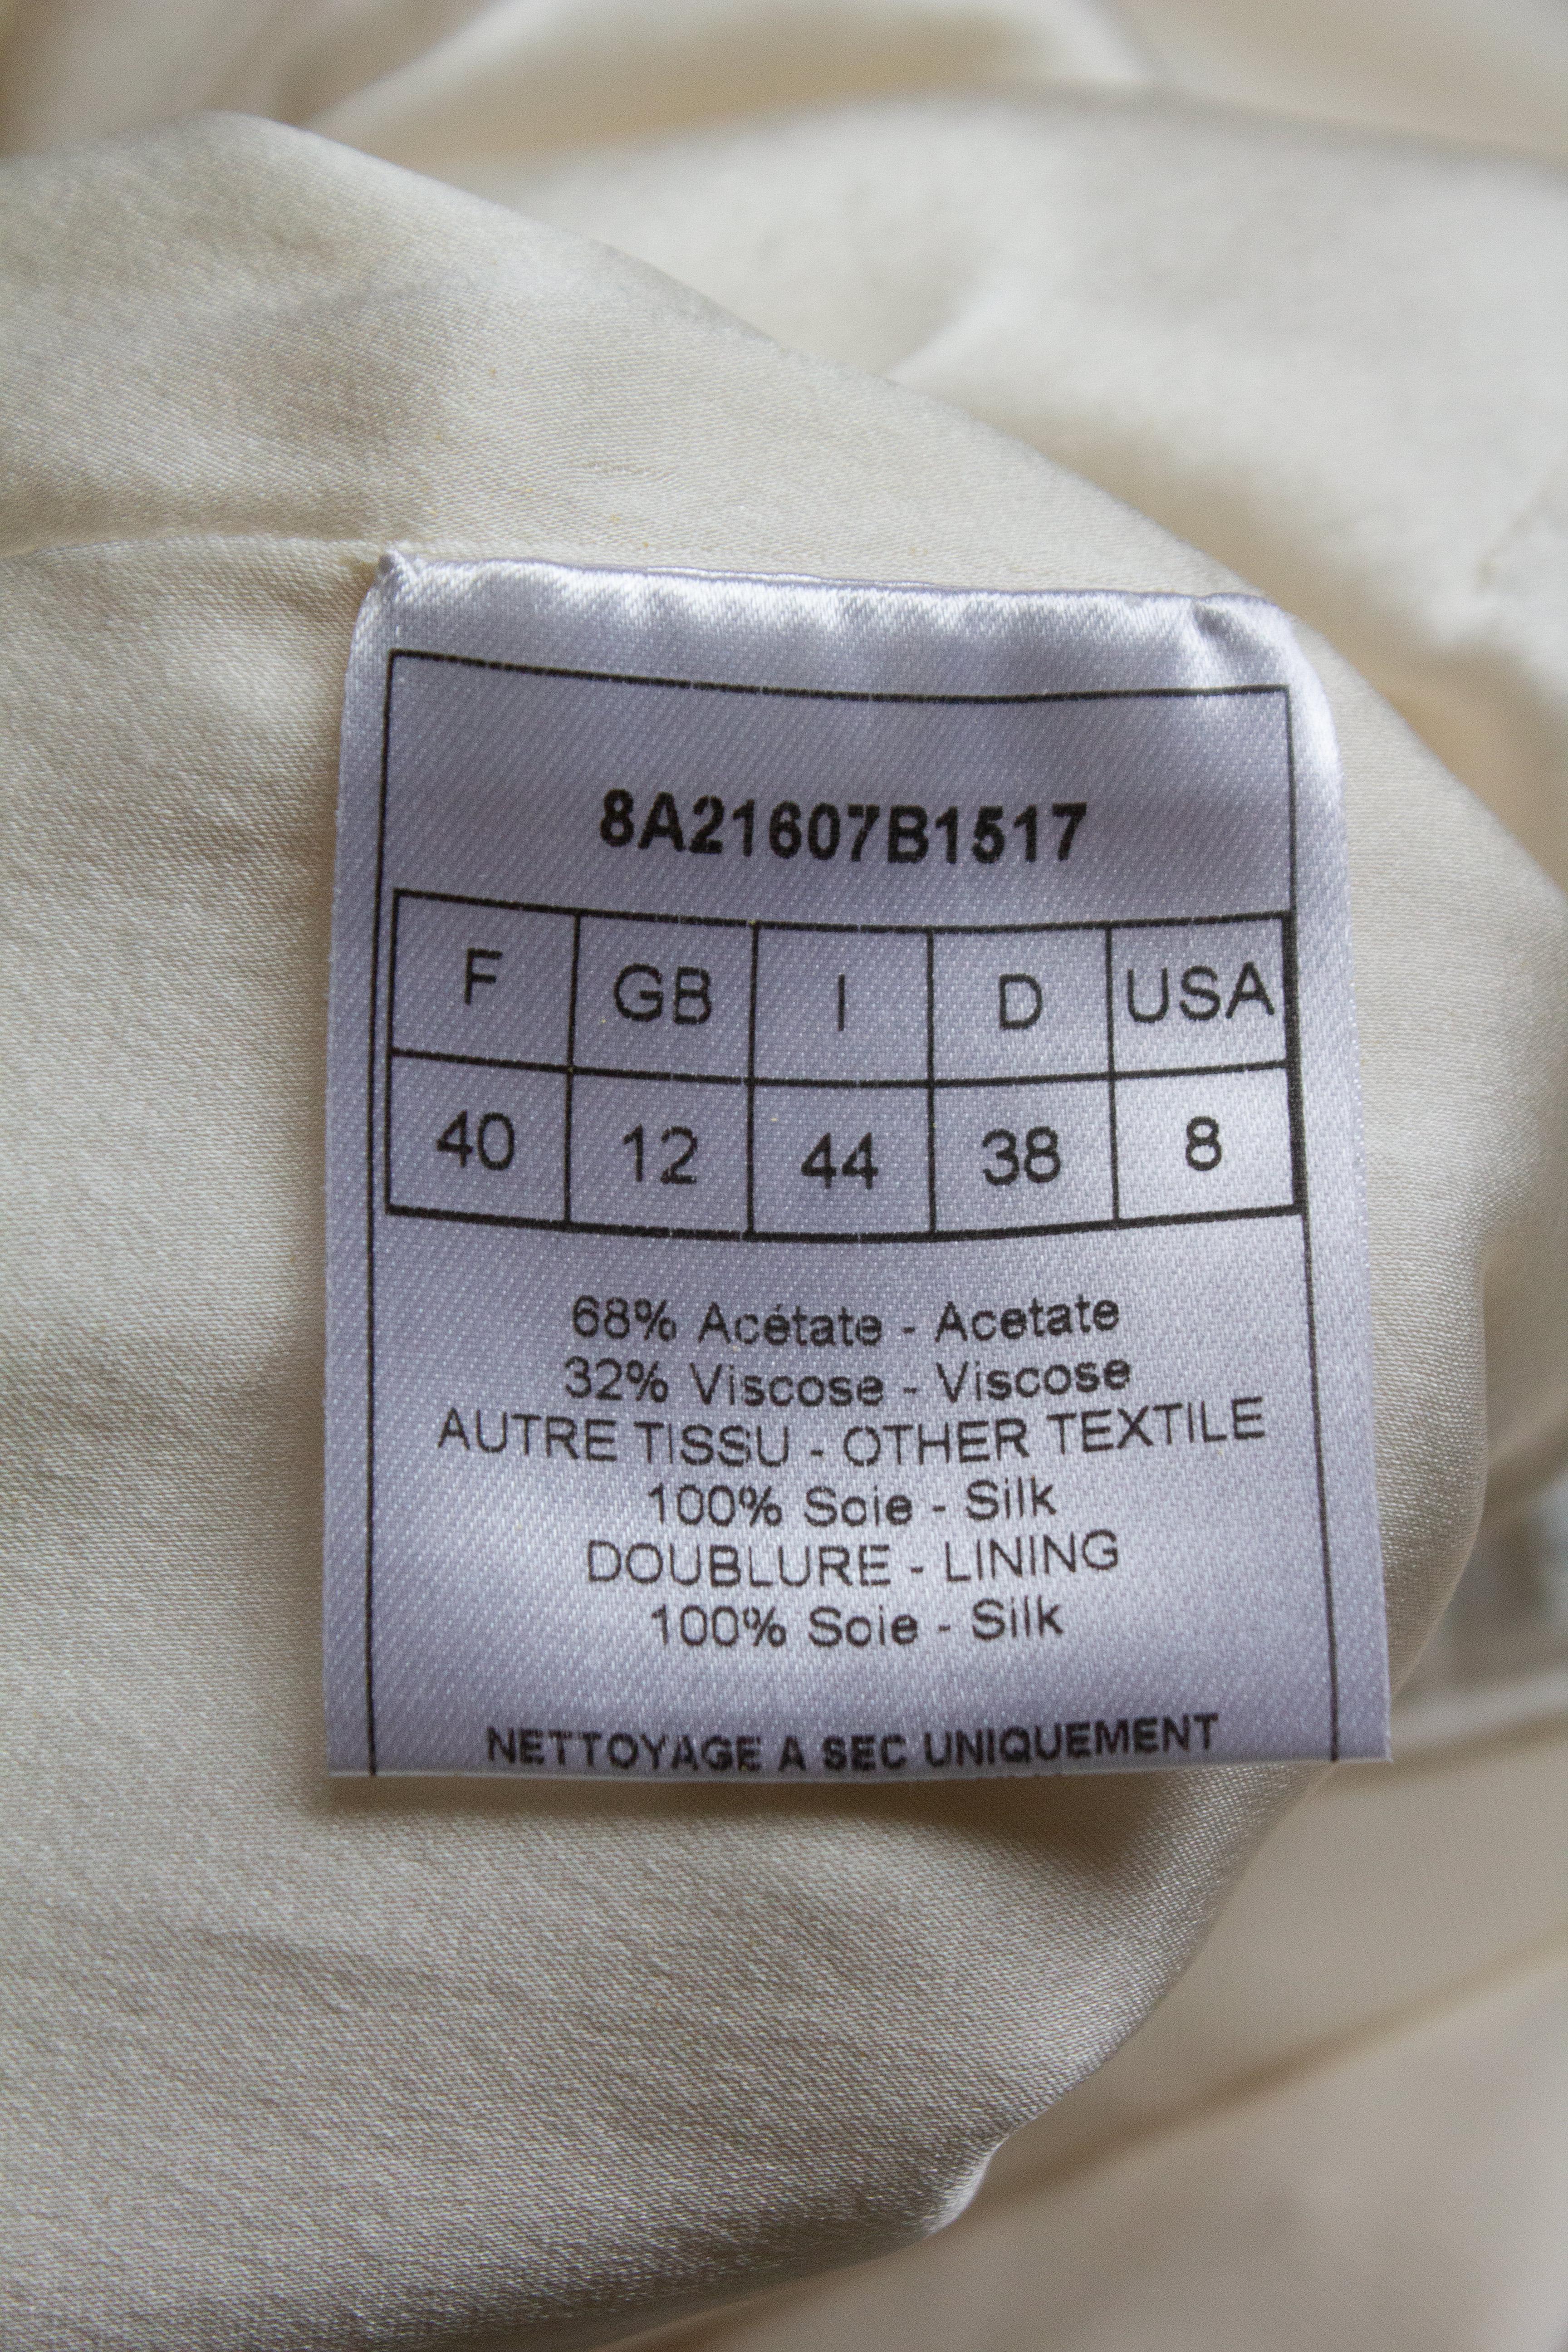 8A21607B1517
F GB I D USA
40 12 44 38 8
68% Acétate - Acetate
32% Viscose - Viscose
AUTRE TISSU - OTHER TEXTILE
100% Soie - Silk
DOUBLURE - LINING
100% Soie - Silk
NETTOYAGE A SEC UNIQUEMENT